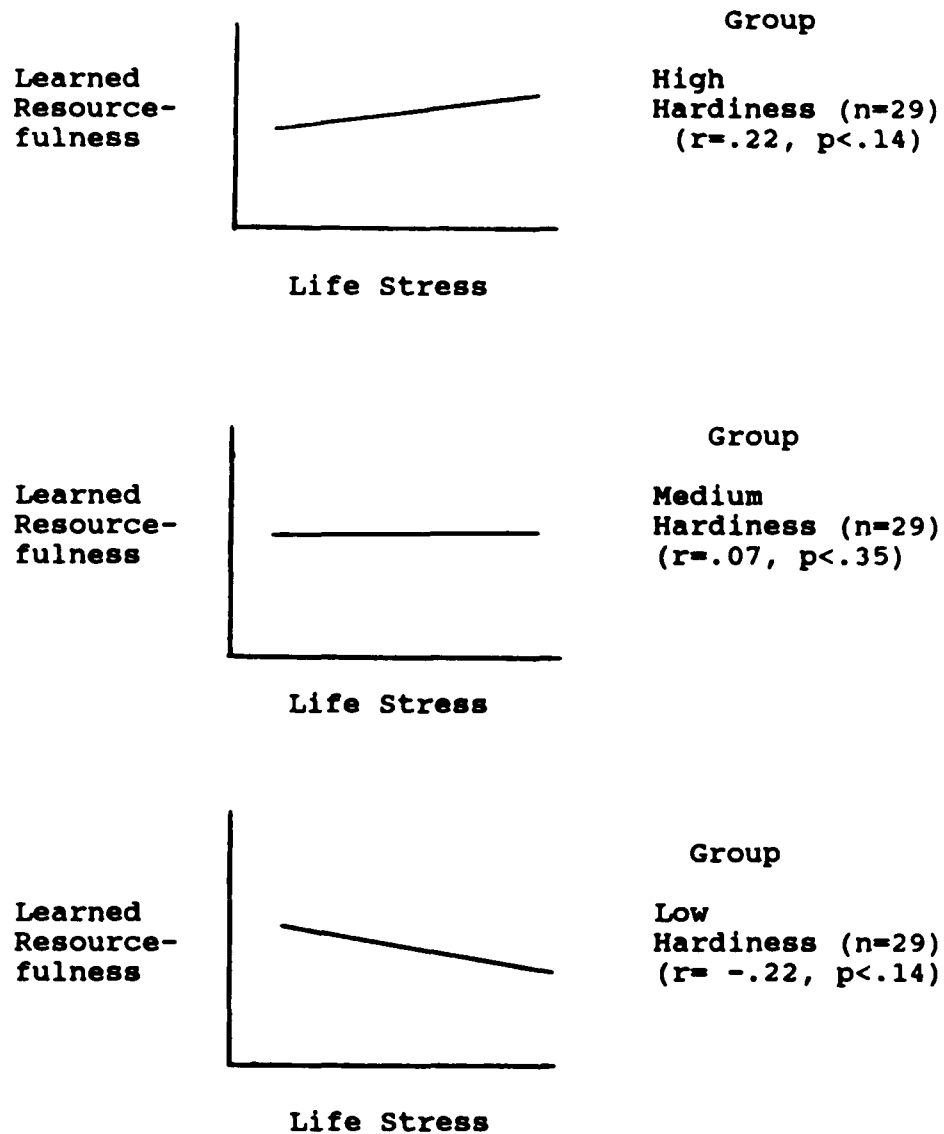 Group
Learned
Resource-
fulness
High
Hardiness (n=29)
(r=.22, p<.14)
Life Stress
Group
Learned
Resource-
fulness
Medium
Hardiness (n=29)
(r=.07, p<.35)
Life Stress
Group
Learned
Resource-
fulness
Low
Hardiness (n=29)
(r= -.22, p<.14)
Life Stress